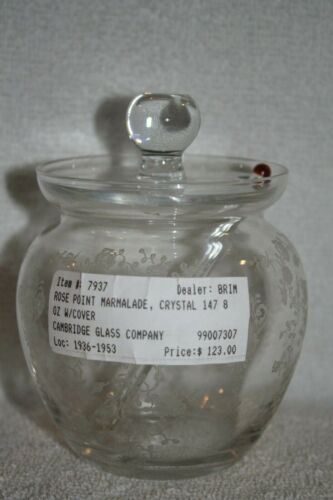 Item #: 7937 Dealer: BRIM
ROSE POINT MARMALADE, CRYSTAL 147 8
OZ W/COVER
CAMBRIDGE GLASS COMPANY 99007307
Loc: 1936-1953 Price:$ 123.00